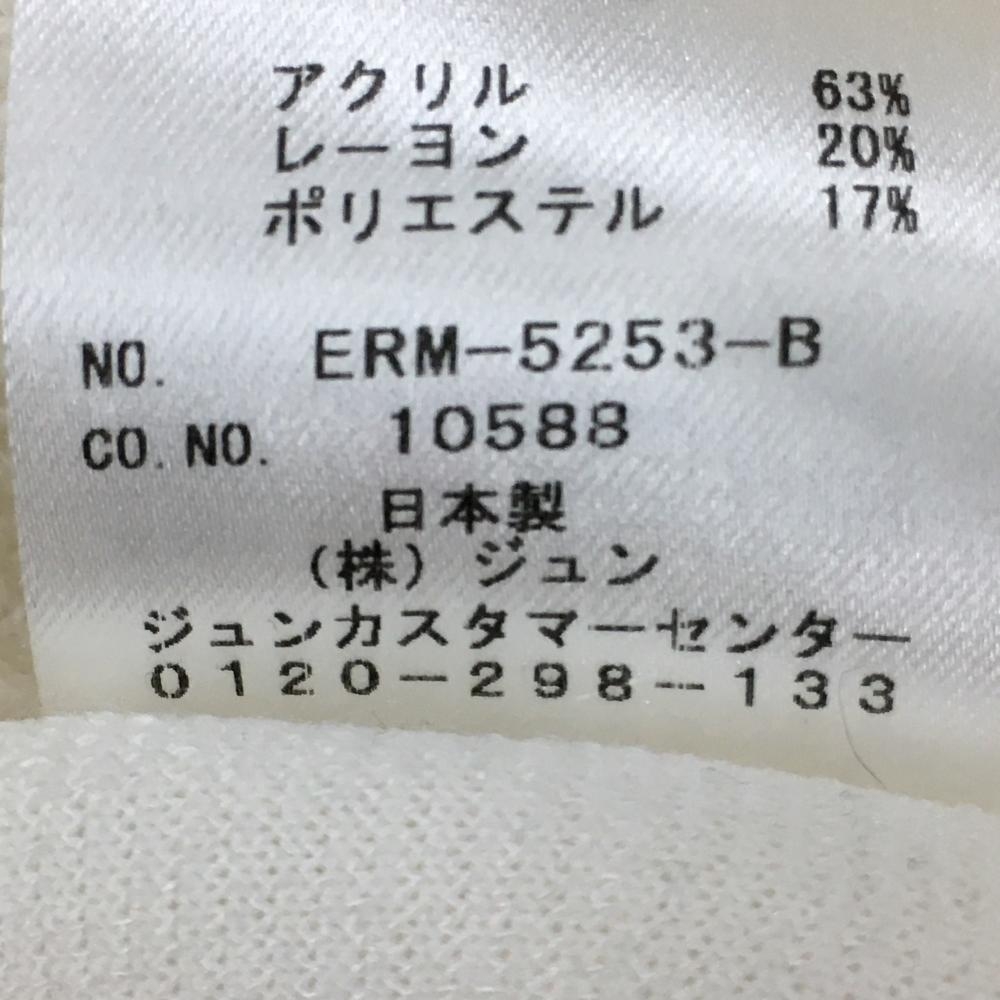 アクリル 63%
レーヨン 20%
ポリエステル 17%
NO. ERM-5253-B
CO. NO. 10588
日本製
(株) ジュン
ジュンカスタマーセンター
0120-298-133